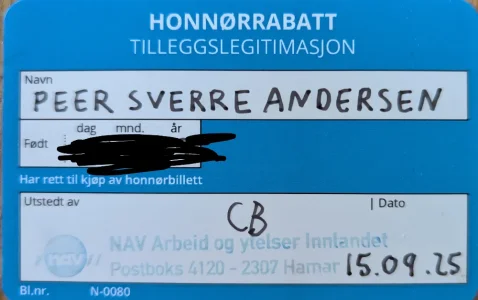 HONNØRRABATT
TILLEGGSLEGITIMASJON
Navn
PEER SVERRE ANDERSEN
dag mnd. år
Født
Har rett til kjøp av honnørbillett
Utstedt av | Dato
CB
nav NAV Arbeid og ytelser Innlandet
Postboks 4120 - 2307 Hamar 15.09.25
Bl.nr. N-0080